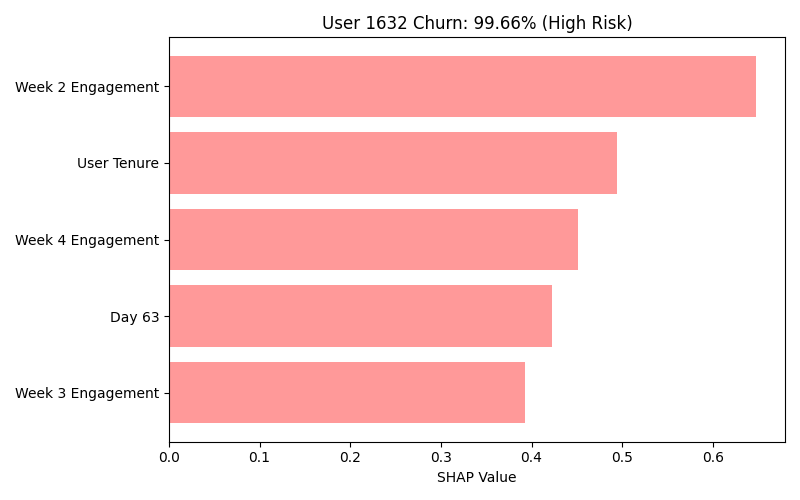 User 1632 Churn: 99.66% (High Risk)
Week 2 Engagement
User Tenure
Week 4 Engagement
Day 63
Week 3 Engagement
0.0 0.1 0.2 0.3 0.4 0.5 0.6
SHAP Value